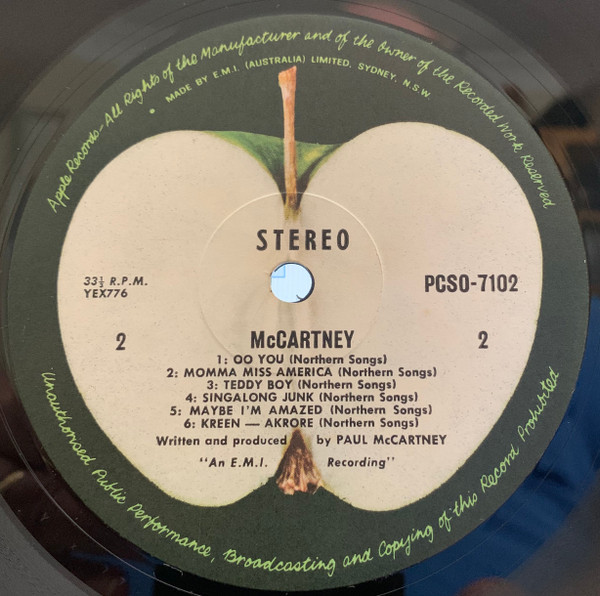 Apple Records-All Rights of the Manufacturer and of the Owner of the Recorded Work Reserved
MADE BY E.M.I. (AUSTRALIA) LIMITED, SYDNEY, N.S.W.
STEREO
33⅓ R.P.M.
YEX776
PCSO-7102
2
McCARTNEY
2
1: OO YOU (Northern Songs)
2: MOMMA MISS AMERICA (Northern Songs)
3: TEDDY BOY (Northern Songs)
4: SINGALONG JUNK (Northern Songs)
5: MAYBE I'M AMAZED (Northern Songs)
6: KREEN — AKRORE (Northern Songs)
Written and produced by PAUL McCARTNEY
"An E.M.I. Recording"
Unauthorised Public Performance, Broadcasting and Copying of this Record Prohibited